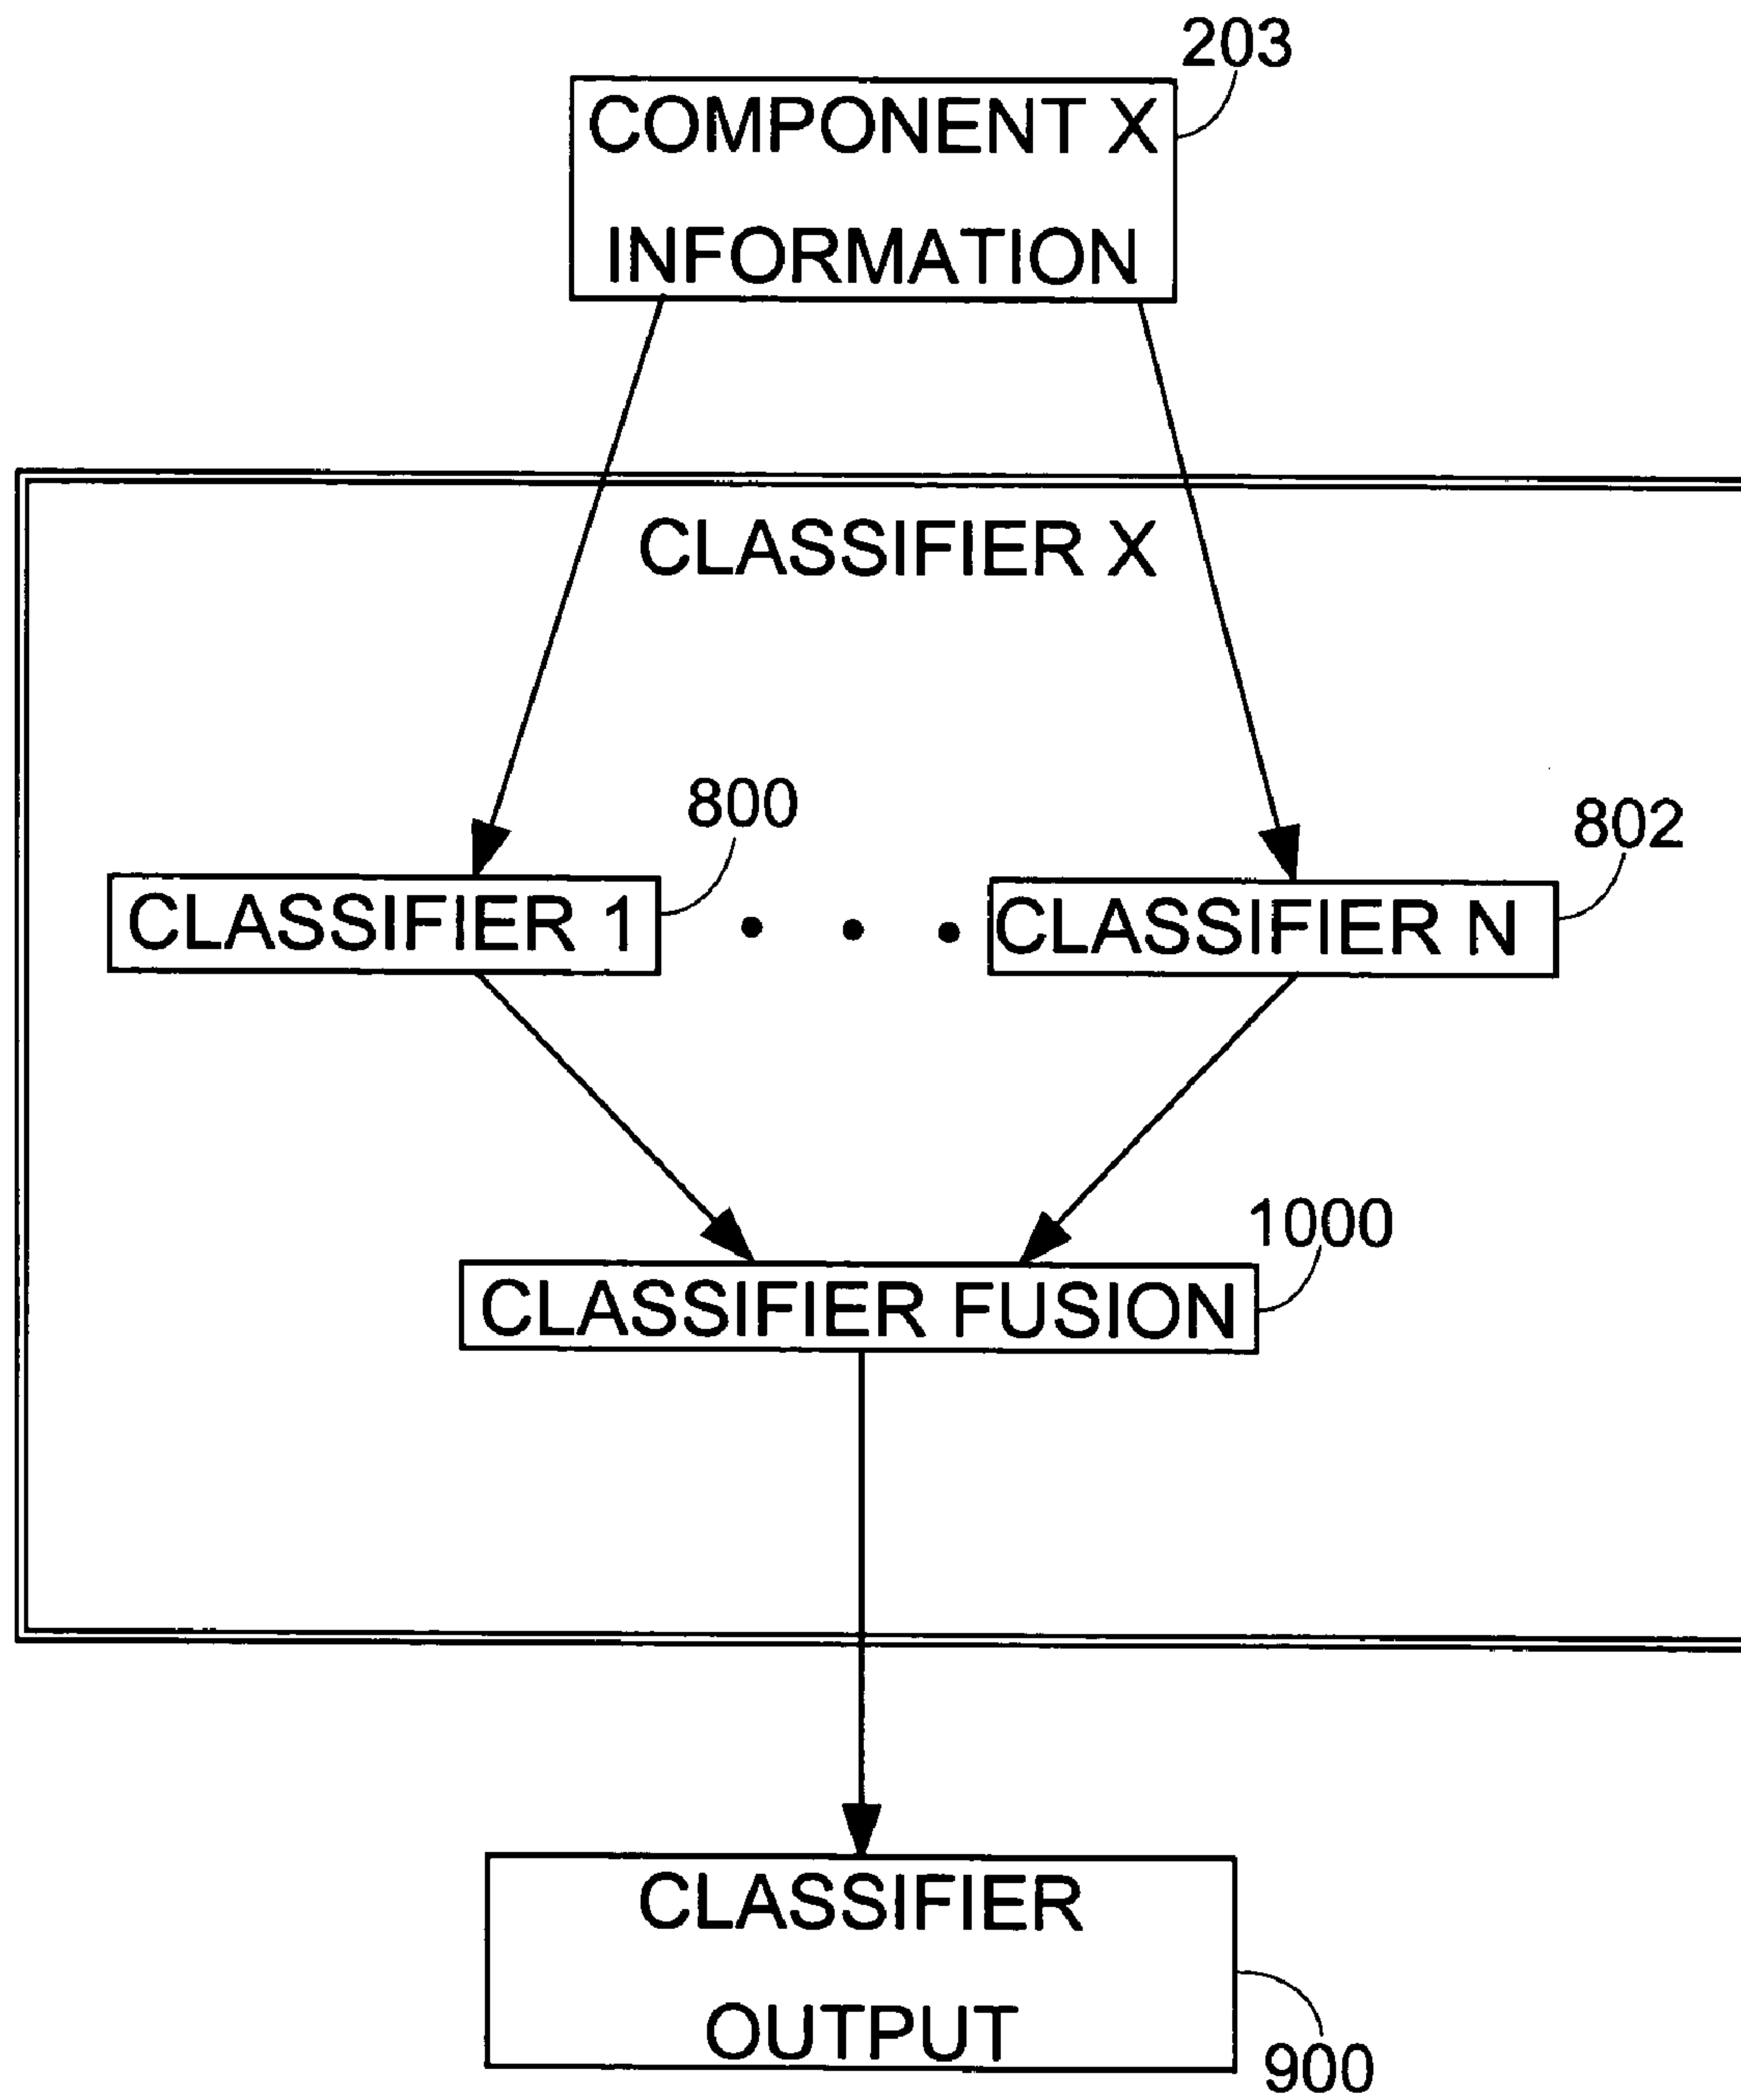 203
COMPONENT X
INFORMATION
CLASSIFIER X
800
802
CLASSIFIER 1
CLASSIFIER N
1000
CLASSIFIER FUSION
CLASSIFIER
OUTPUT
900